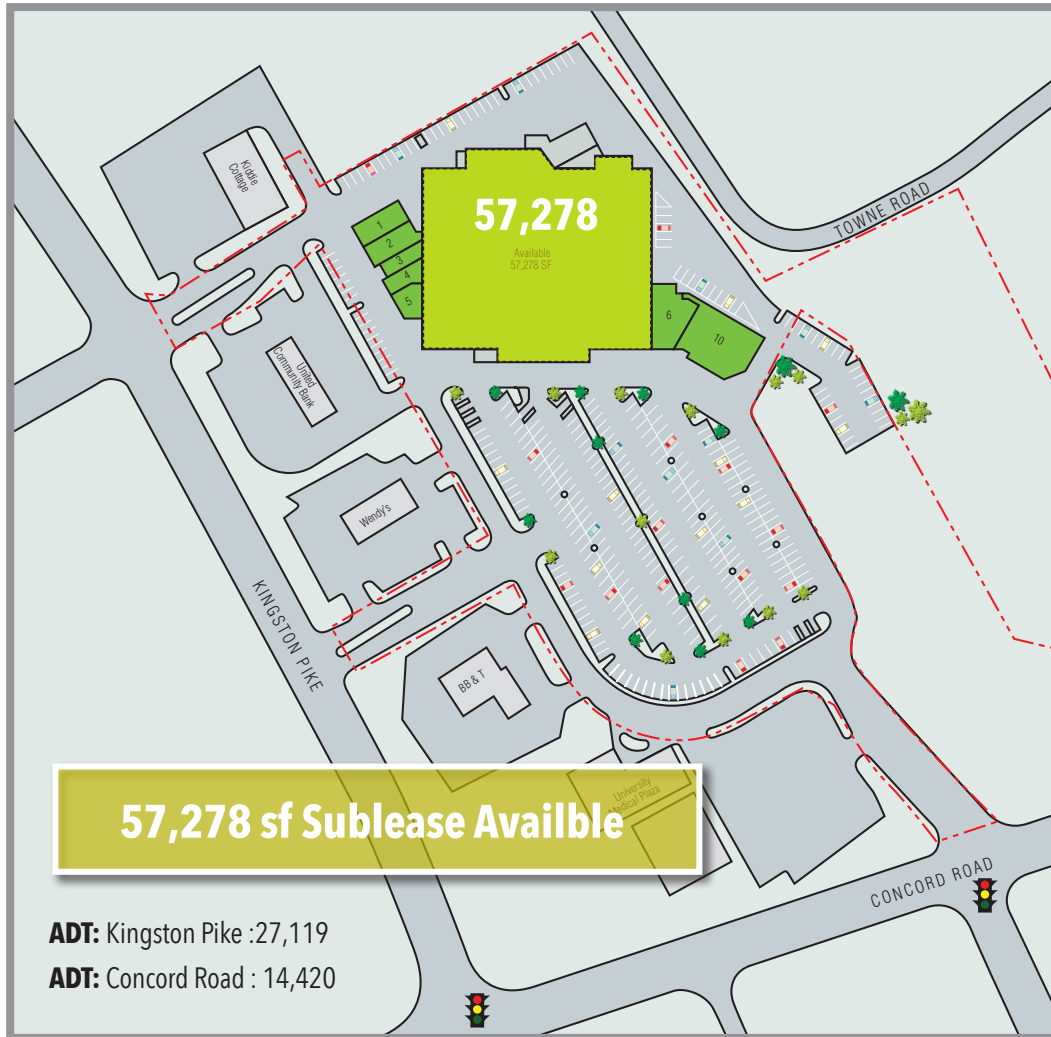 Kiddie
Cottage
TOWNE ROAD
57,278
Available
57,278 SF
1
2
3
4
5
6
10
United
Community Bank
Wendy's
KINGSTON PIKE
BB & T
University
Medical Plaza
57,278 sf Sublease Availble
CONCORD ROAD
ADT: Kingston Pike :27,119
ADT: Concord Road : 14,420